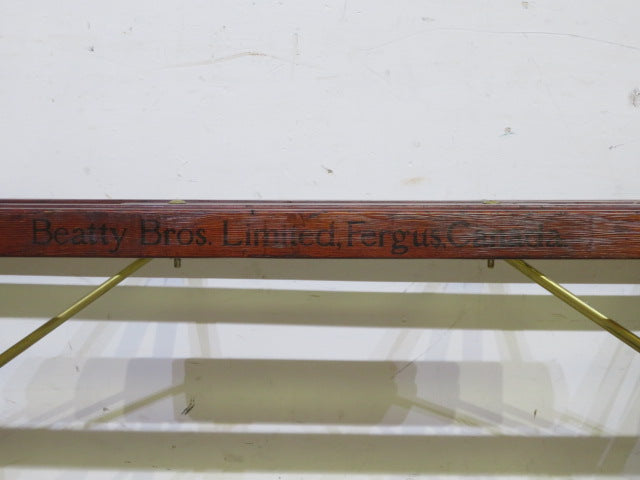 Beatty Bros. Limited, Fergus, Canada.